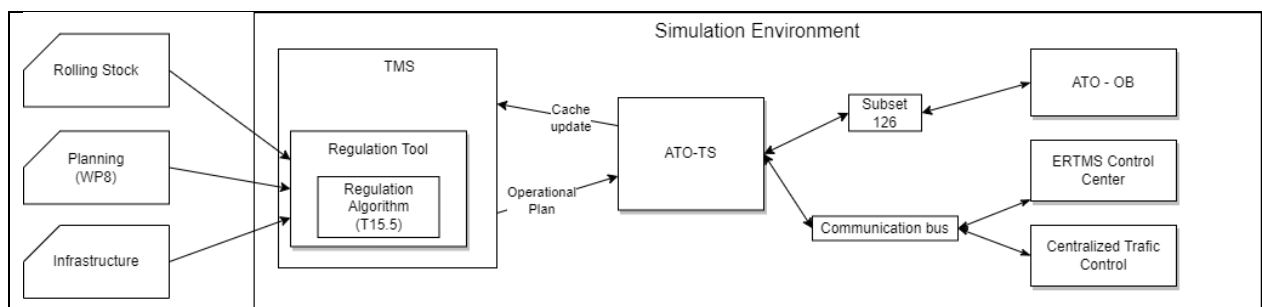 Simulation Environment
Rolling Stock
Planning
(WP8)
Infrastructure
TMS
Regulation Tool
Regulation
Algorithm
(T15.5)
Cache
update
Operational
Plan
ATO-TS
Subset
126
Communication bus
ATO - OB
ERTMS Control
Center
Centralized Trafic
Control